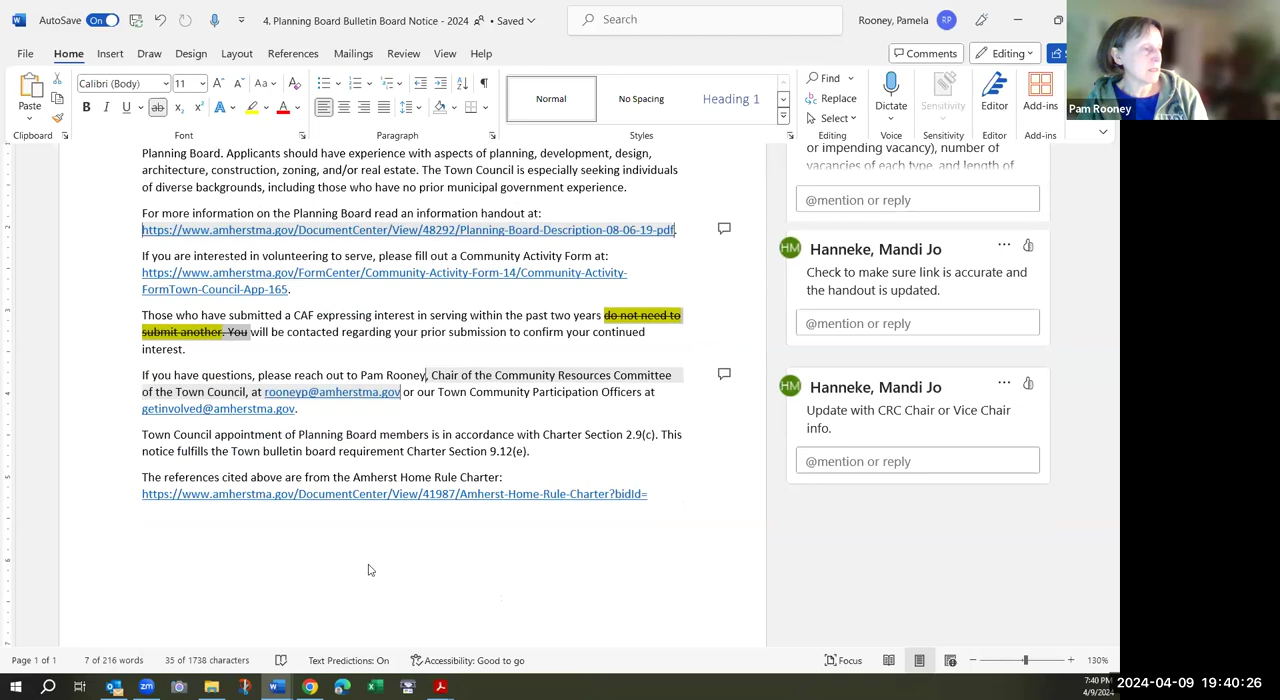 AutoSave On 4. Planning Board Bulletin Board Notice - 2024 • Saved Search Rooney, Pamela RP
File Home Insert Draw Design Layout References Mailings Review View Help Comments Editing
Calibri (Body) 11 Aa Normal No Spacing Heading 1 Find Replace Select
Paste B I U ab x₂ x² A A Dictate Sensitivity Editor Add-ins
Clipboard Font Paragraph Styles Editing Voice Sensitivity Editor Add-ins
Pam Rooney
Planning Board. Applicants should have experience with aspects of planning, development, design,
architecture, construction, zoning, and/or real estate. The Town Council is especially seeking individuals
of diverse backgrounds, including those who have no prior municipal government experience.
For more information on the Planning Board read an information handout at:
https://www.amherstma.gov/DocumentCenter/View/48292/Planning-Board-Description-08-06-19-pdf.
If you are interested in volunteering to serve, please fill out a Community Activity Form at:
https://www.amherstma.gov/FormCenter/Community-Activity-Form-14/Community-Activity-
FormTown-Council-App-165.
Those who have submitted a CAF expressing interest in serving within the past two years do not need to
submit another. You will be contacted regarding your prior submission to confirm your continued
interest.
If you have questions, please reach out to Pam Rooney, Chair of the Community Resources Committee
of the Town Council, at rooneyp@amherstma.gov or our Town Community Participation Officers at
getinvolved@amherstma.gov.
Town Council appointment of Planning Board members is in accordance with Charter Section 2.9(c). This
notice fulfills the Town bulletin board requirement Charter Section 9.12(e).
The references cited above are from the Amherst Home Rule Charter:
https://www.amherstma.gov/DocumentCenter/View/41987/Amherst-Home-Rule-Charter?bidId=
or impending vacancy), number of
vacancies of each type, and length of
@mention or reply
HM Hanneke, Mandi Jo
Check to make sure link is accurate and
the handout is updated.
@mention or reply
HM Hanneke, Mandi Jo
Update with CRC Chair or Vice Chair
info.
@mention or reply
Page 1 of 1 7 of 216 words 35 of 1738 characters Text Predictions: On Accessibility: Good to go Focus 130%
7:40 PM
4/9/2024
2024-04-09 19:40:26